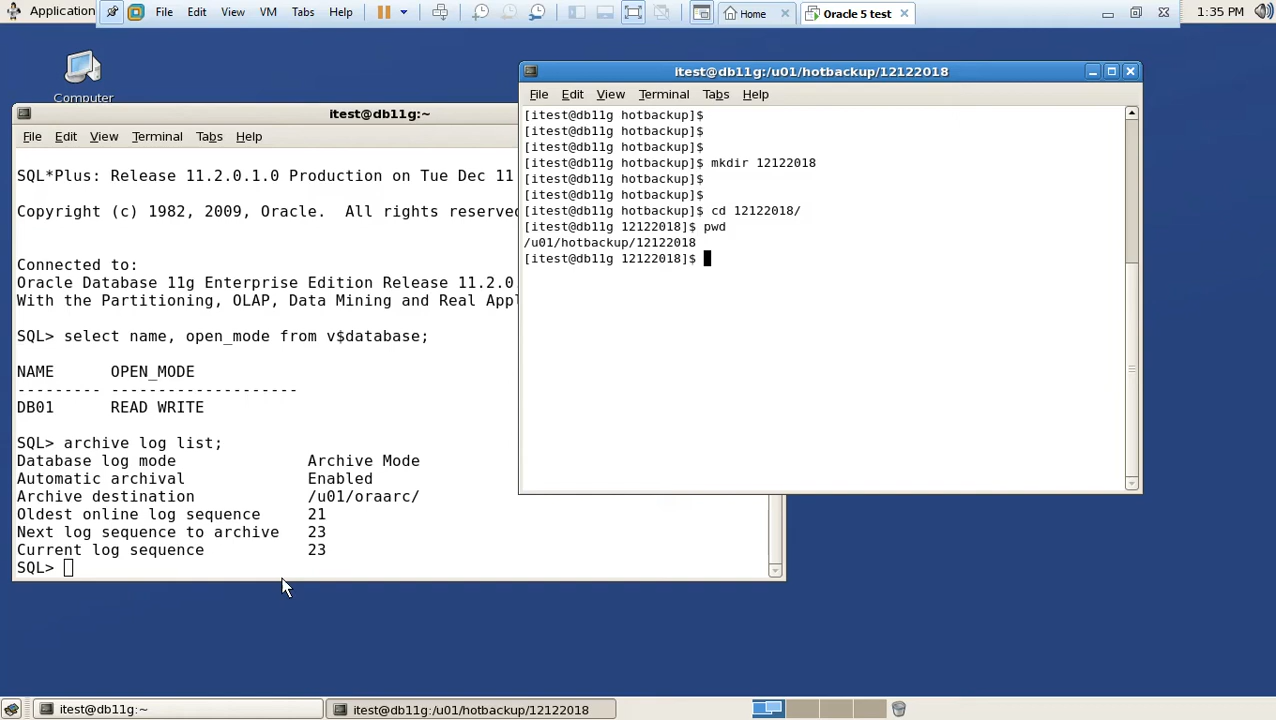 Application
File
Edit
View
VM
Tabs
Help
Home
Oracle 5 test
1:35 PM
Computer
itest@db11g:~
File Edit View Terminal Tabs Help
SQL*Plus: Release 11.2.0.1.0 Production on Tue Dec 11
Copyright (c) 1982, 2009, Oracle.  All rights reserved
Connected to:
Oracle Database 11g Enterprise Edition Release 11.2.0
With the Partitioning, OLAP, Data Mining and Real Appl
SQL> select name, open_mode from v$database;
NAME      OPEN_MODE
--------- --------------------
DB01      READ WRITE
SQL> archive log list;
Database log mode              Archive Mode
Automatic archival             Enabled
Archive destination            /u01/oraarc/
Oldest online log sequence     21
Next log sequence to archive   23
Current log sequence           23
SQL>
itest@db11g:/u01/hotbackup/12122018
File Edit View Terminal Tabs Help
[itest@db11g hotbackup]$
[itest@db11g hotbackup]$
[itest@db11g hotbackup]$
[itest@db11g hotbackup]$ mkdir 12122018
[itest@db11g hotbackup]$
[itest@db11g hotbackup]$
[itest@db11g hotbackup]$ cd 12122018/
[itest@db11g 12122018]$ pwd
/u01/hotbackup/12122018
[itest@db11g 12122018]$
itest@db11g:~
itest@db11g:/u01/hotbackup/12122018